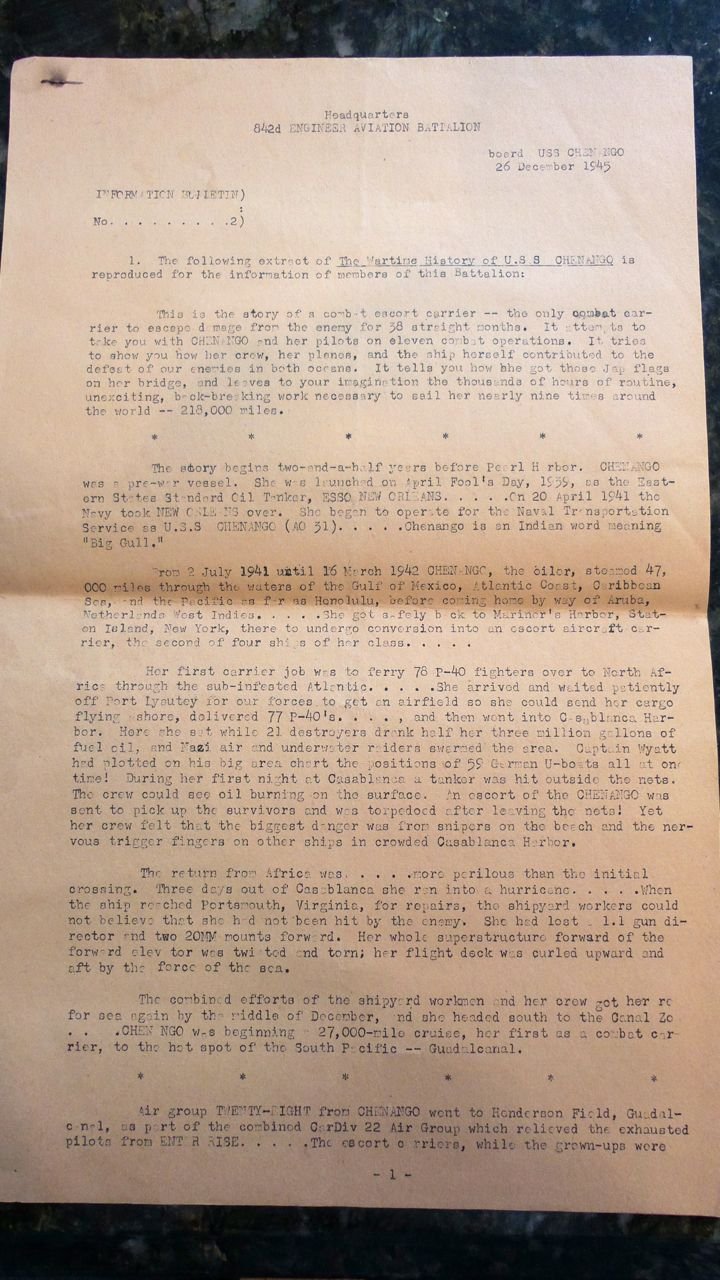 Headquarters
842d ENGINEER AVIATION BATTALION
board USS CHENANGO
26 December 1945
INFORMATION BULLETIN)
:
No. . . . . . . . . .2)
1. The following extract of The Wartime History of U.S.S CHENANGO is
reproduced for the information of members of this Battalion:
This is the story of a combat escort carrier -- the only combat car-
rier to escape damage from the enemy for 38 straight months. It attempts to
take you with CHENANGO and her pilots on eleven combat operations. It tries
to show you how her crew, her planes, and the ship herself contributed to the
defeat of our enemies in both oceans. It tells you how she got those Jap flags
on her bridge, and leaves to your imagination the thousands of hours of routine,
unexciting, back-breaking work necessary to sail her nearly nine times around
the world -- 218,000 miles.
* * * * * *
The story begins two-and-a-half years before Pearl Harbor. CHENANGO
was a pre-war vessel. She was launched on April Fool's Day, 1939, as the East-
ern States Standard Oil Tanker, ESSO NEW ORLEANS. . . . .On 20 April 1941 the
Navy took NEW ORLEANS over. She began to operate for the Naval Transportation
Service as U.S.S CHENANGO (AO 31). . . . .Chenango is an Indian word meaning
"Big Gull."
From 2 July 1941 until 16 March 1942 CHENANGO, the oiler, steamed 47,
000 miles through the waters of the Gulf of Mexico, Atlantic Coast, Caribbean
Sea, and the Pacific as far as Honolulu, before coming home by way of Aruba,
Netherlands West Indies. . . . .She got safely back to Mariner's Harbor, Stat-
en Island, New York, there to undergo conversion into an escort aircraft car-
rier, the second of four ships of her class. . . . .
Her first carrier job was to ferry 78 P-40 fighters over to North Af-
rica through the sub-infested Atlantic. . . . .She arrived and waited patiently
off Port Lyautey for our forces to get an airfield so she could send her cargo
flying ashore, delivered 77 P-40's. . . . ., and then went into Casablanca Har-
bor. Here she sat while 21 destroyers drank half her three million gallons of
fuel oil, and Nazi air and underwater raiders swarmed the area. Captain Wyatt
had plotted on his big area chart the positions of 59 German U-boats all at one
time! During her first night at Casablanca a tanker was hit outside the nets.
The crew could see oil burning on the surface. An escort of the CHENANGO was
sent to pick up the survivors and was torpedoed after leaving the nets! Yet
her crew felt that the biggest danger was from snipers on the beach and the ner-
vous trigger fingers on other ships in crowded Casablanca Harbor.
The return from Africa was. . . . .more perilous than the initial
crossing. Three days out of Casablanca she ran into a hurricane. . . . .When
the ship reached Portsmouth, Virginia, for repairs, the shipyard workers could
not believe that she had not been hit by the enemy. She had lost a 1.1 gun di-
rector and two 20MM mounts forward. Her whole superstructure forward of the
forward elevator was twisted and torn; her flight deck was curled upward and
aft by the force of the sea.
The combined efforts of the shipyard workmen and her crew got her re
for sea again by the middle of December, and she headed south to the Canal Zo
. . .CHENANGO was beginning a 27,000-mile cruise, her first as a combat car-
rier, to the hot spot of the South Pacific -- Guadalcanal.
* * * * * *
Air group TWENTY-EIGHT from CHENANGO went to Henderson Field, Guadal-
canal, as part of the combined CarDiv 22 Air Group which relieved the exhausted
pilots from ENTERPRISE. . . . .The escort carriers, while the grown-ups were
- 1 -